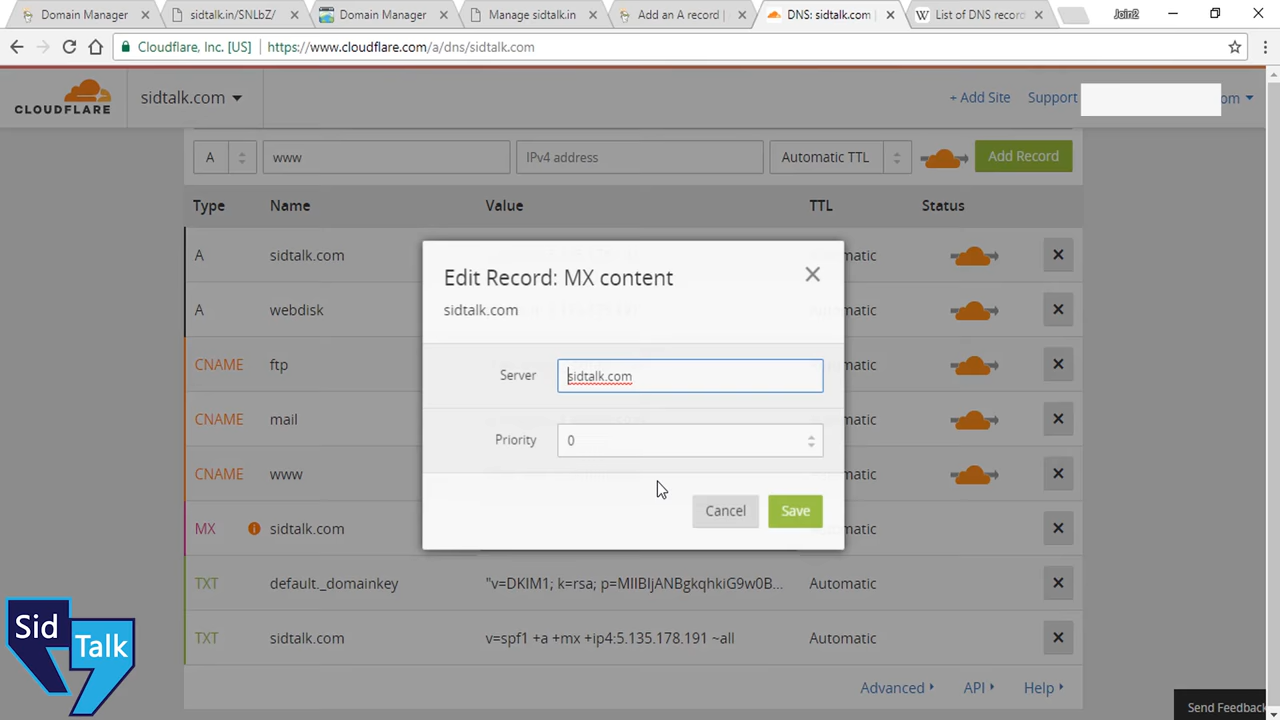 Domain Manager
sidtalk.in/SNLbZ/
Domain Manager
Manage sidtalk.in
Add an A record |
DNS: sidtalk.com |
List of DNS record
Join2
Cloudflare, Inc. [US] https://www.cloudflare.com/a/dns/sidtalk.com
CLOUDFLARE
sidtalk.com
+ Add Site Support om
A www IPv4 address Automatic TTL Add Record
Type Name Value TTL Status
A sidtalk.com
A webdisk
CNAME ftp
CNAME mail
CNAME www
MX sidtalk.com
Edit Record: MX content
sidtalk.com
Server sidtalk.com
Priority 0
Cancel Save
TXT default._domainkey "v=DKIM1; k=rsa; p=MIIBIjANBgkqhkiG9w0B... Automatic
TXT sidtalk.com v=spf1 +a +mx +ip4:5.135.178.191 ~all Automatic
Advanced API Help
Send Feedback
Sid
Talk